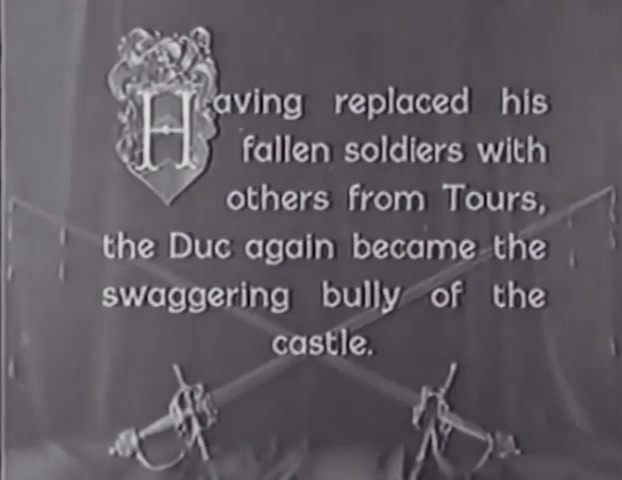 Having replaced his
fallen soldiers with
others from Tours,
the Duc again became the
swaggering bully of the
castle.